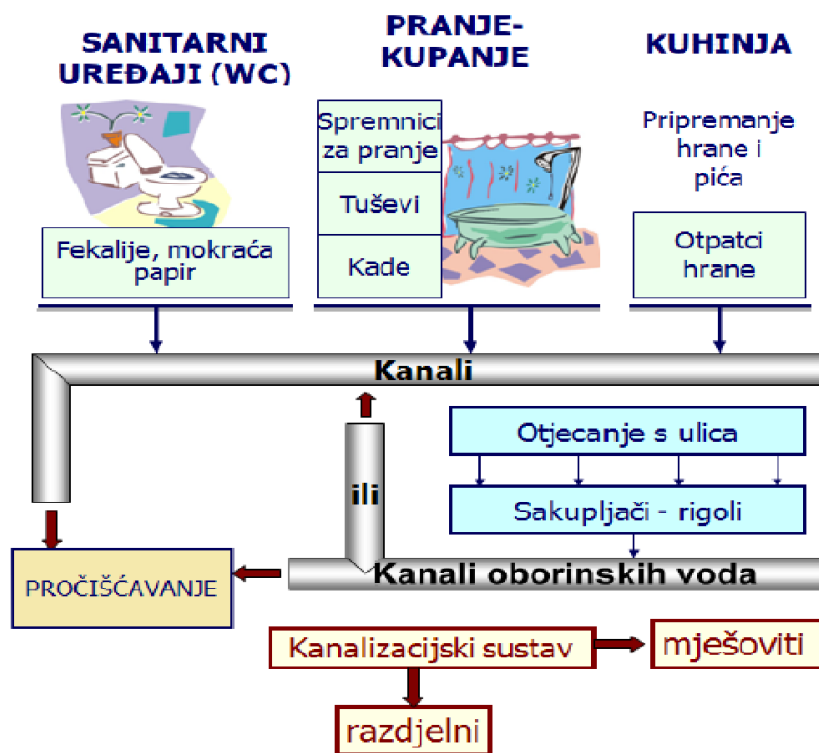 SANITARNI
UREĐAJI (WC)
PRANJE-
KUPANJE
KUHINJA
Spremnici
za pranje
Tuševi
Kade
Pripremanje
hrane i
pića
Fekalije, mokraća
papir
Otpatci
hrane
Kanali
Otjecanje s ulica
ili
Sakupljači - rigoli
PROČIŠĆAVANJE
Kanali oborinskih voda
Kanalizacijski sustav
mješoviti
razdjelni